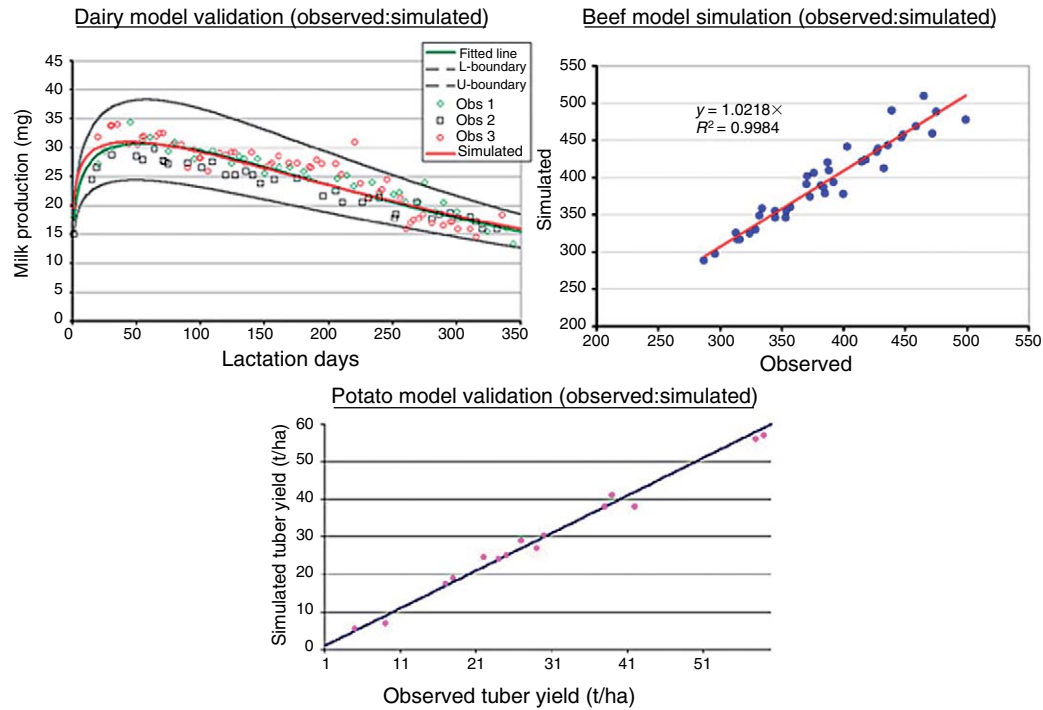 Dairy model validation (observed:simulated)
Milk production (mg)
45
40
35
30
25
20
15
10
5
0
0
50
100
150
200
250
300
350
Lactation days
Fitted line
L-boundary
U-boundary
Obs 1
Obs 2
Obs 3
Simulated
Beef model simulation (observed:simulated)
Simulated
550
500
450
400
350
300
250
200
y = 1.0218×
R² = 0.9984
200
250
300
350
400
450
500
550
Observed
Potato model validation (observed:simulated)
Simulated tuber yield (t/ha)
60
50
40
30
20
10
0
1
11
21
31
41
51
Observed tuber yield (t/ha)